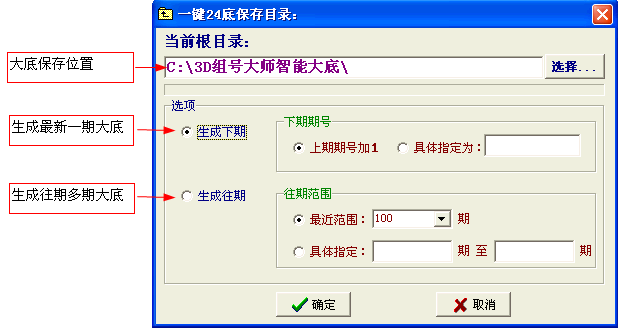 一键24底保存目录:
当前根目录:
大底保存位置
C:\3D组号大师智能大底\
选择...
选项
生成最新一期大底
生成下期
下期期号
上期期号加1
具体指定为:
生成往期多期大底
生成往期
往期范围
最近范围: 100 期
具体指定: 期 至 期
确定
取消